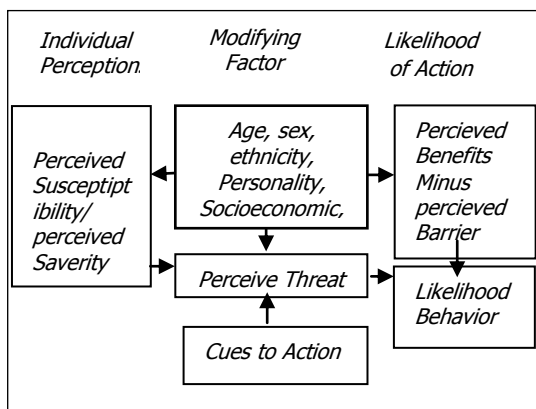 Individual
Perception
Modifying
Factor
Likelihood
of Action
Perceived
Susceptipt
ibility/
perceived
Saverity
Age, sex,
ethnicity,
Personality,
Socioeconomic,
Percieved
Benefits
Minus
percieved
Barrier
Perceive Threat
Likelihood
Behavior
Cues to Action